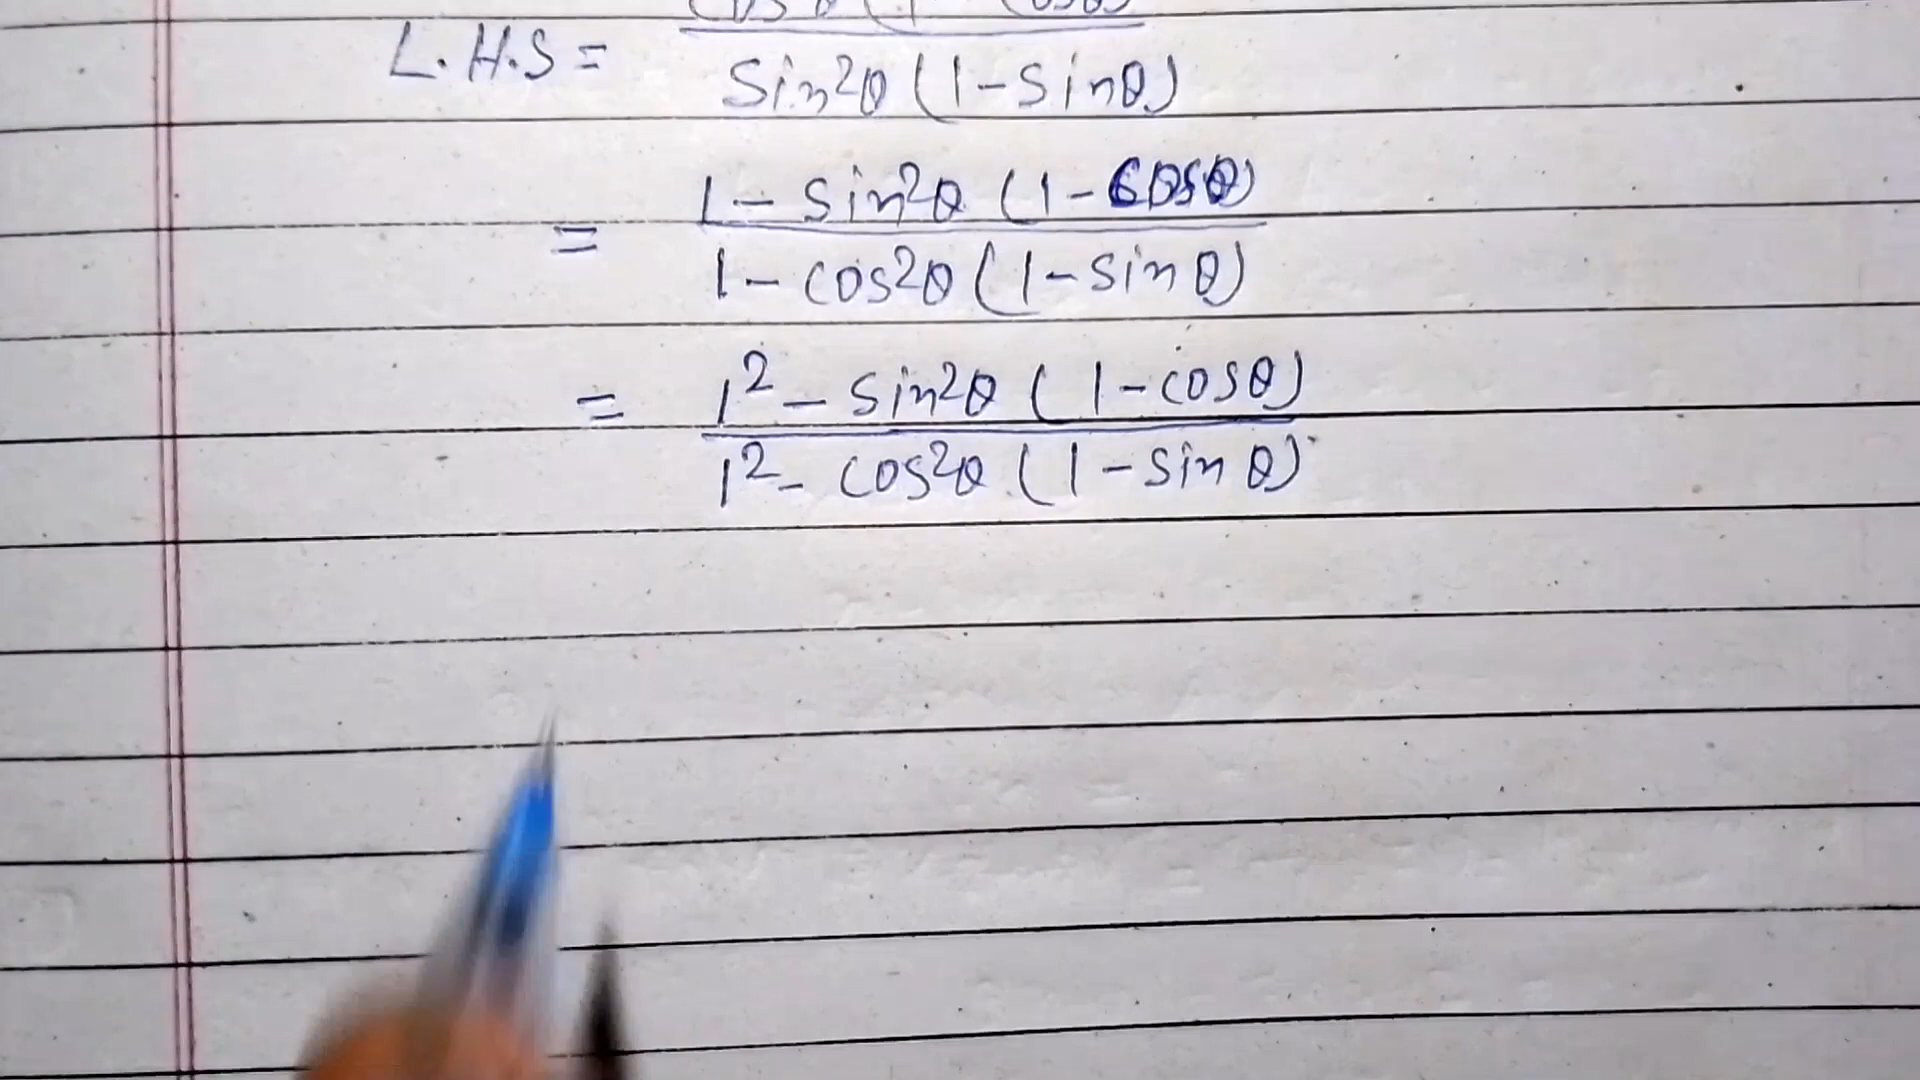 L.H.S =
Sin²θ (1-Sinθ)
1 - Sin²θ (1-Cosθ)
=
1 - cos²θ (1-sinθ)
= 1² - Sin²θ (1-cosθ)
1² - cos²θ (1-sinθ)